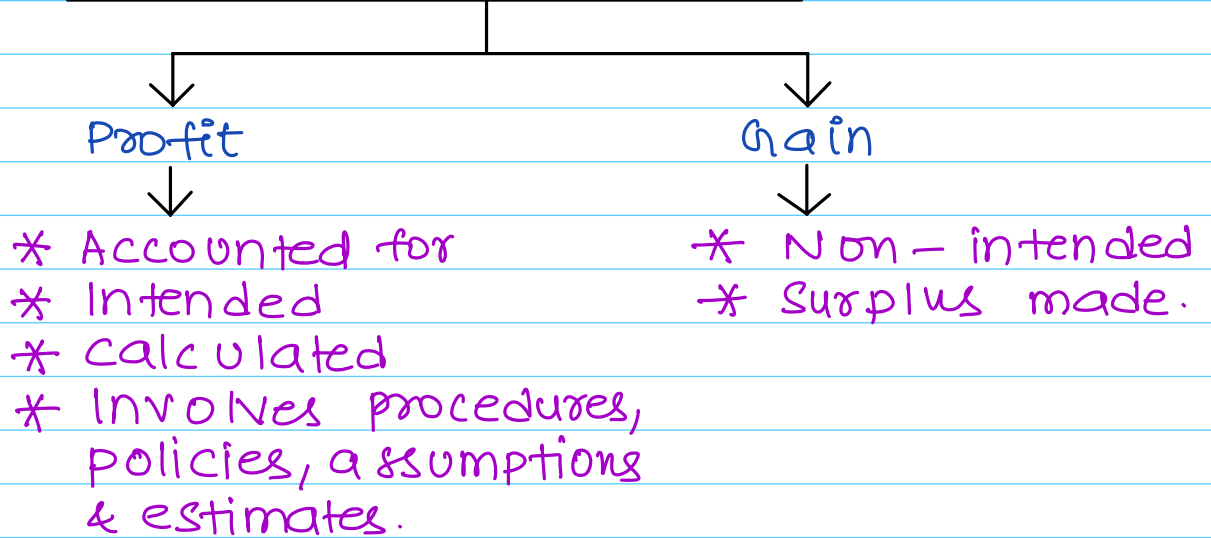 Profit
Gain
* Accounted for
* Non-intended
* Intended
* Surplus made.
* Calculated
* Involves procedures,
policies, assumptions
& estimates.